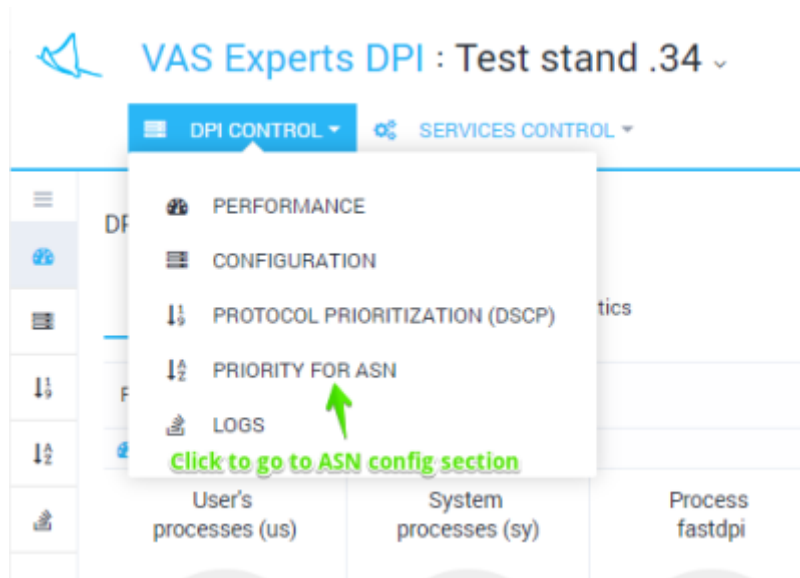 VAS Experts DPI : Test stand .34
DPI CONTROL
SERVICES CONTROL
PERFORMANCE
CONFIGURATION
PROTOCOL PRIORITIZATION (DSCP)
PRIORITY FOR ASN
LOGS
Click to go to ASN config section
User's
processes (us)
System
processes (sy)
Process
fastdpi